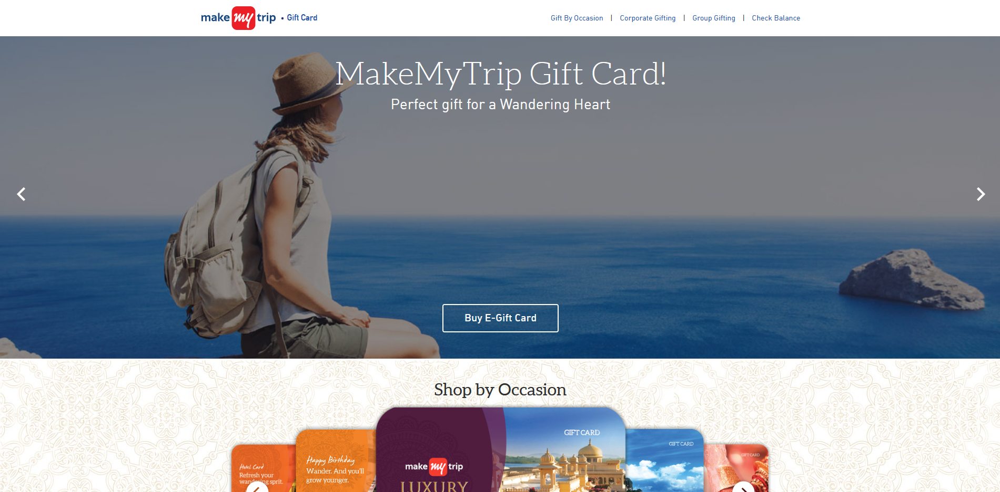 make my trip • Gift Card
Gift By Occasion | Corporate Gifting | Group Gifting | Check Balance
MakeMyTrip Gift Card!
Perfect gift for a Wandering Heart
Buy E-Gift Card
Shop by Occasion
Hotel Card
Refresh your
wandesing sprit.
Happy Birthday
Wander. And you'll
grow younger.
make my trip
LUXURY
GIFT CARD
GIFT CARD
GIFT CARD